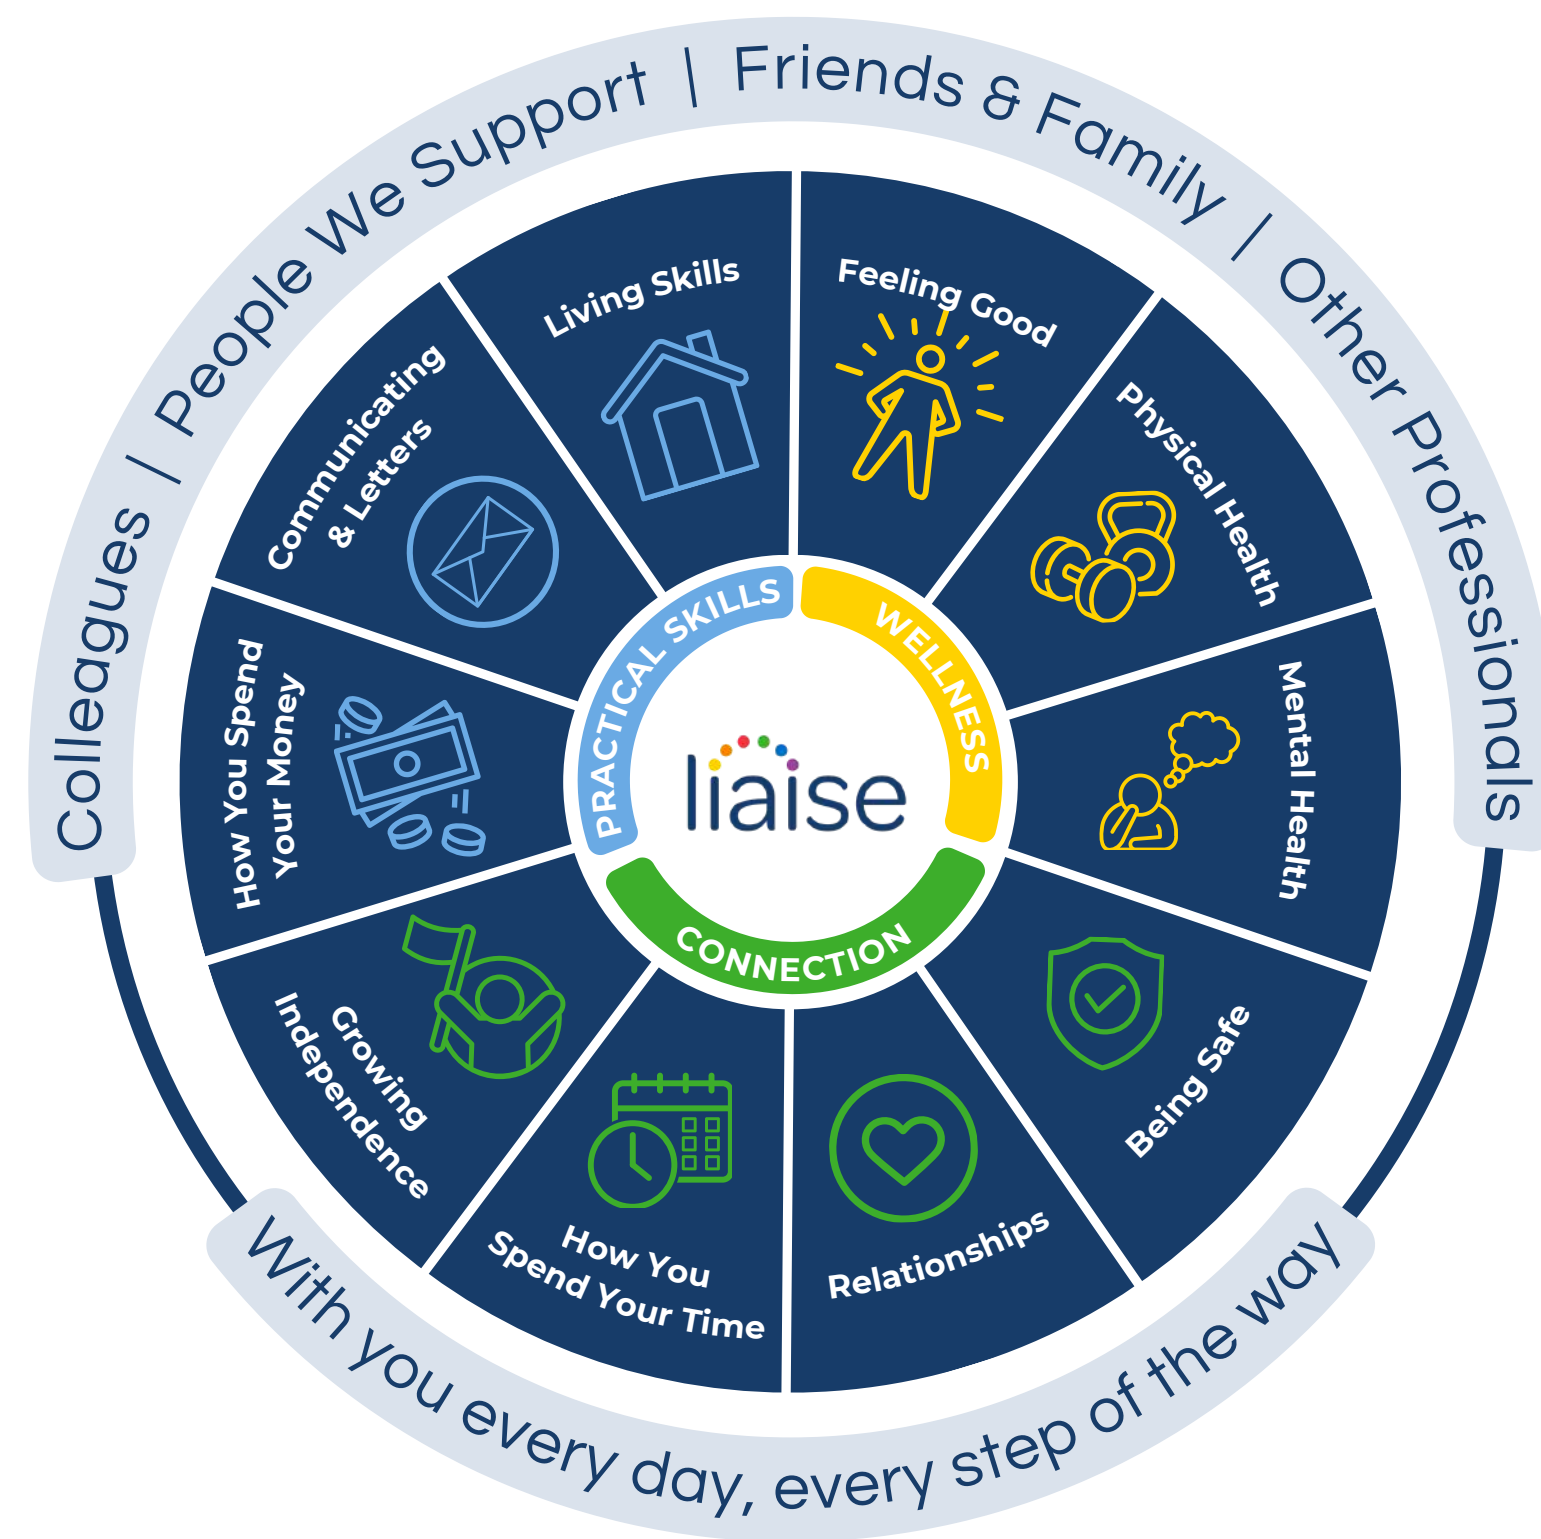 Colleagues | People We Support | Friends & Family | Other Professionals
Living Skills
Feeling Good
Physical Health
Mental Health
Being Safe
Relationships
How You
Spend Your Time
Growing
Independence
How You Spend
Your Money
Communicating
& Letters
PRACTICAL SKILLS
WELLNESS
CONNECTION
liaise
With you every day, every step of the way